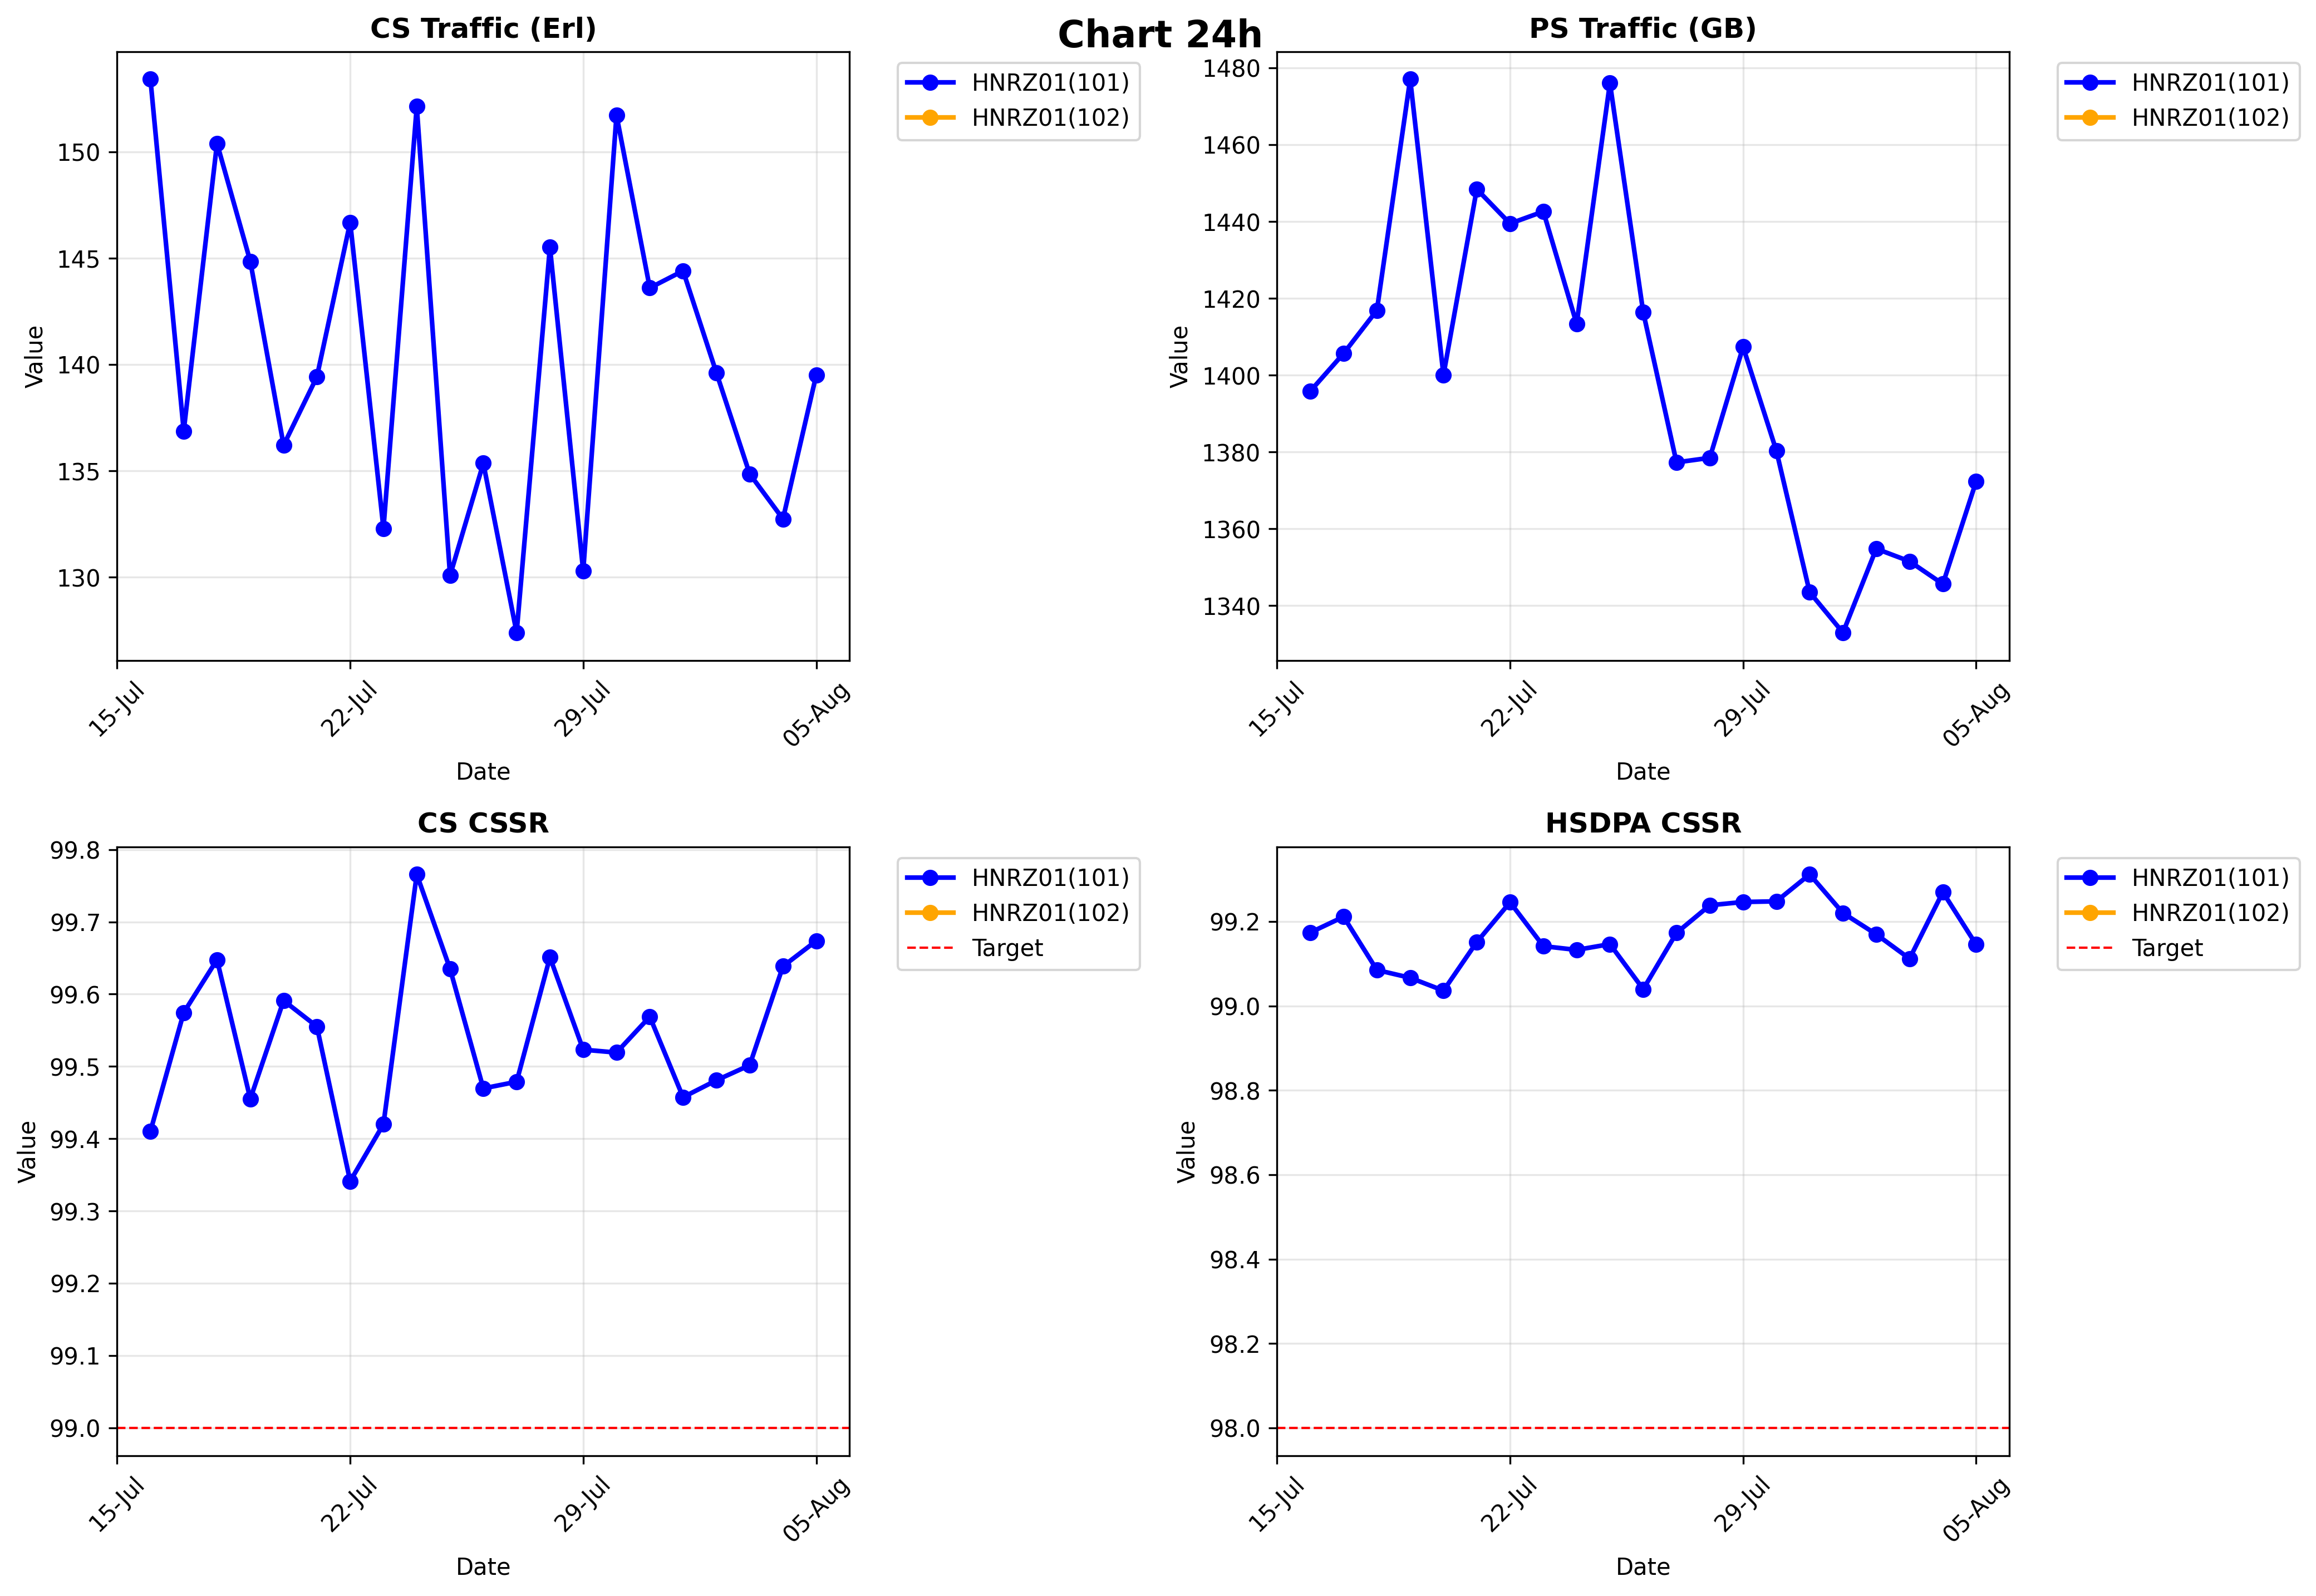 Chart 24h
CS Traffic (Erl)
Value
150
145
140
135
130
15-Jul
22-Jul
29-Jul
05-Aug
Date
HNRZ01(101)
HNRZ01(102)
PS Traffic (GB)
Value
1480
1460
1440
1420
1400
1380
1360
1340
15-Jul
22-Jul
29-Jul
05-Aug
Date
HNRZ01(101)
HNRZ01(102)
CS CSSR
Value
99.8
99.7
99.6
99.5
99.4
99.3
99.2
99.1
99.0
15-Jul
22-Jul
29-Jul
05-Aug
Date
HNRZ01(101)
HNRZ01(102)
Target
HSDPA CSSR
Value
99.2
99.0
98.8
98.6
98.4
98.2
98.0
15-Jul
22-Jul
29-Jul
05-Aug
Date
HNRZ01(101)
HNRZ01(102)
Target